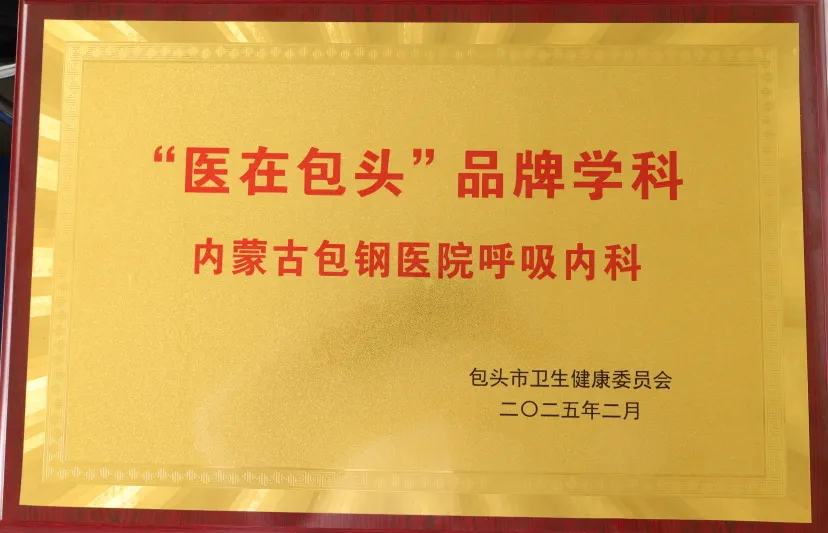 “医在包头”品牌学科
内蒙古包钢医院呼吸内科
包头市卫生健康委员会
二〇二五年二月